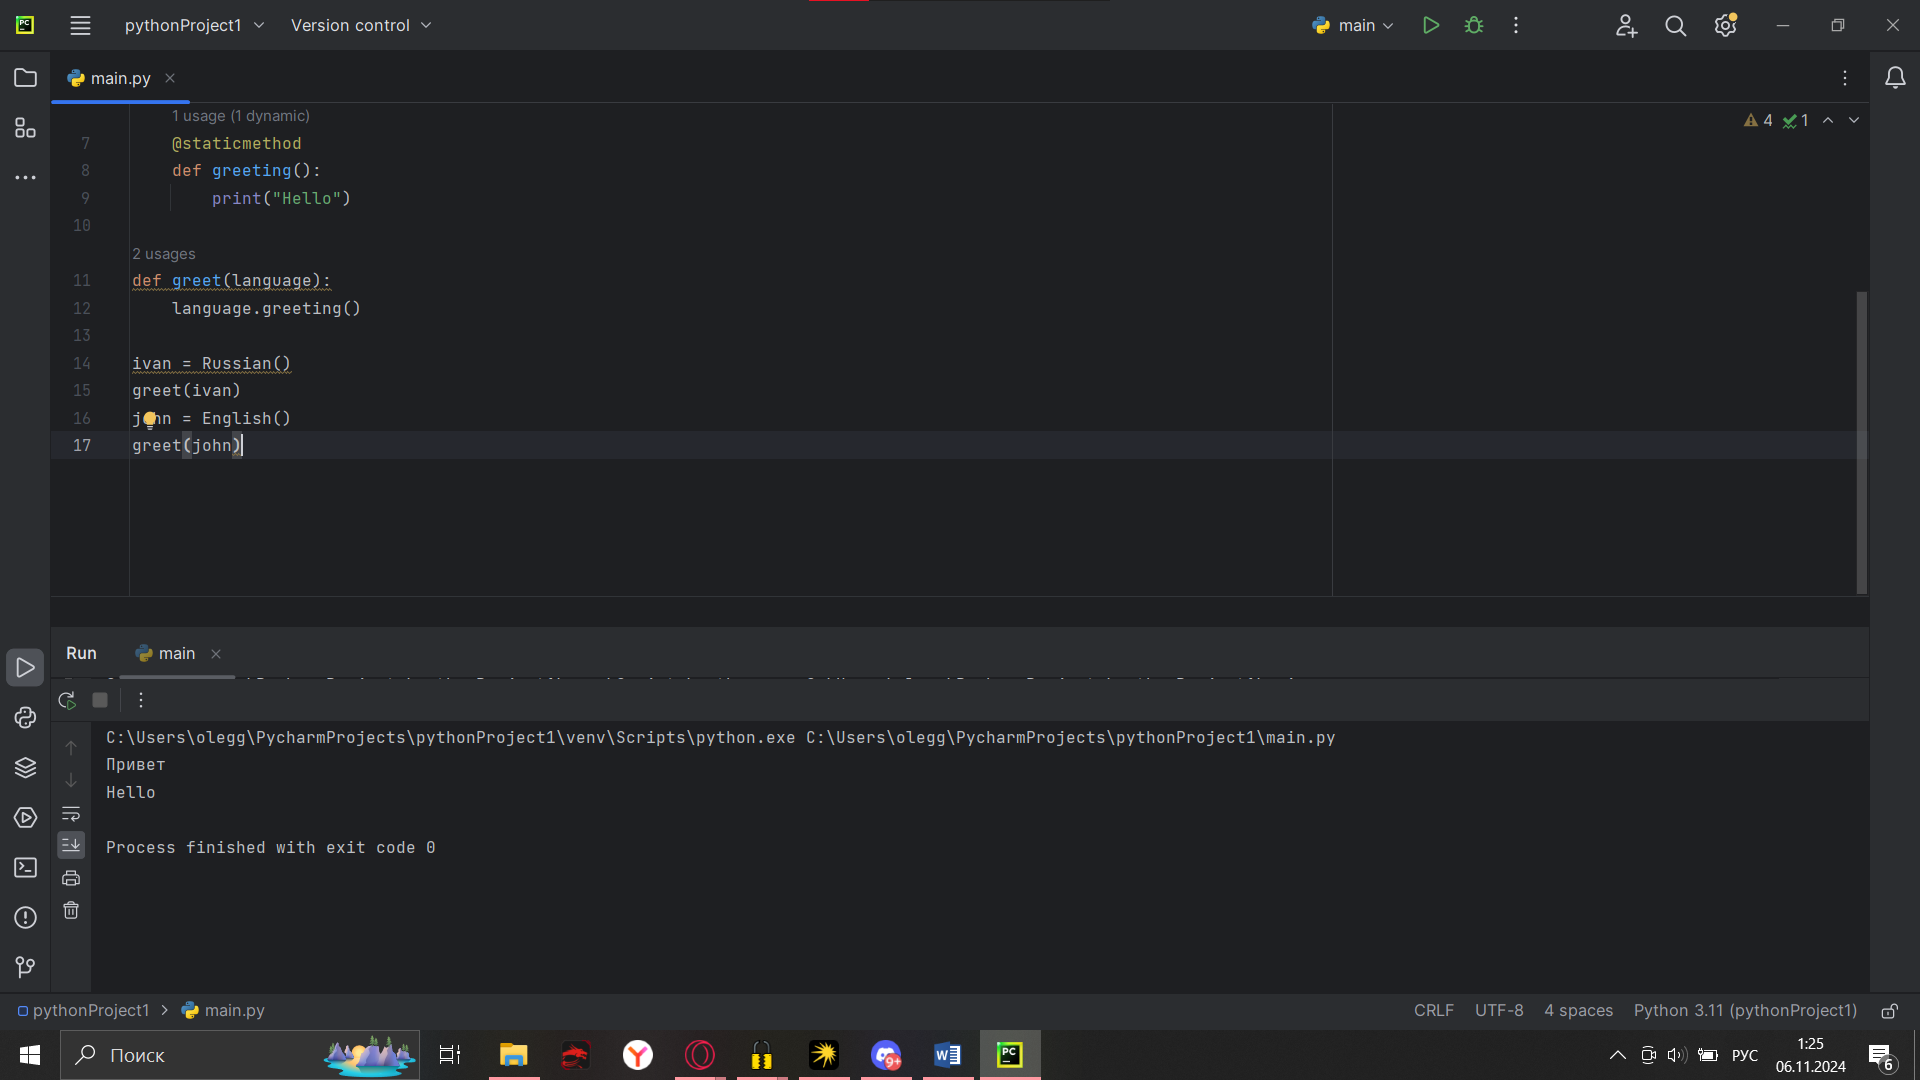 PC
pythonProject1
Version control
main
main.py
4
1
1 usage (1 dynamic)
7 @staticmethod
8 def greeting():
9 print("Hello")
10
2 usages
11 def greet(language):
12 language.greeting()
13
14 ivan = Russian()
15 greet(ivan)
16 john = English()
17 greet(john)
Run
main
C:\Users\olegg\PycharmProjects\pythonProject1\venv\Scripts\python.exe C:\Users\olegg\PycharmProjects\pythonProject1\main.py
Привет
Hello
Process finished with exit code 0
pythonProject1 > main.py
CRLF
UTF-8
4 spaces
Python 3.11 (pythonProject1)
Поиск
9+
PC
РУС
1:25
06.11.2024
6